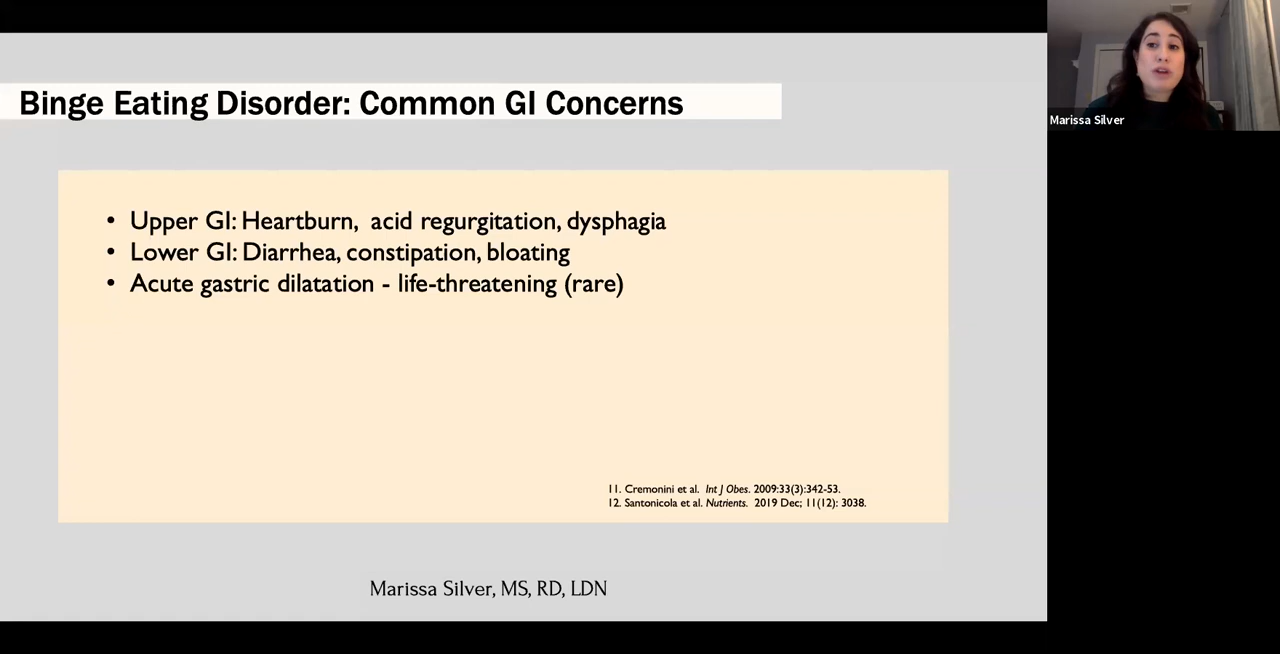 Binge Eating Disorder: Common GI Concerns
Marissa Silver
• Upper GI: Heartburn, acid regurgitation, dysphagia
• Lower GI: Diarrhea, constipation, bloating
• Acute gastric dilatation - life-threatening (rare)
11. Cremonini et al. Int J Obes. 2009:33(3):342-53.
12. Santonicola et al. Nutrients. 2019 Dec; 11(12): 3038.
Marissa Silver, MS, RD, LDN